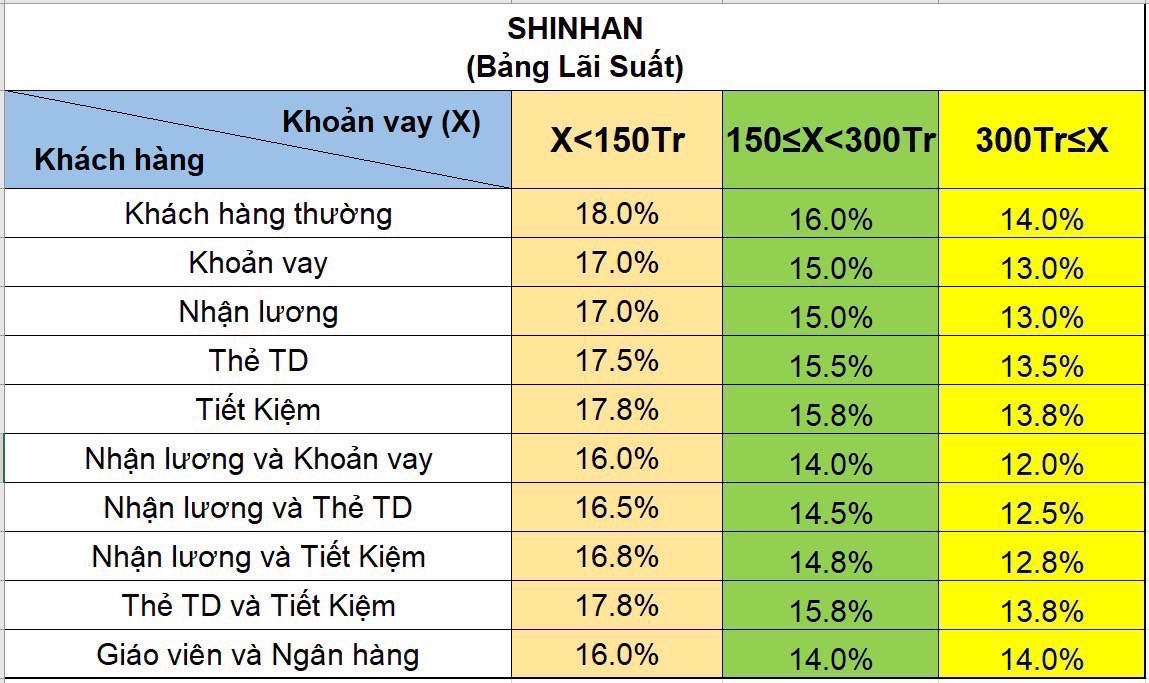 SHINHAN
(Bảng Lãi Suất)
Khoản vay (X)
Khách hàng
X<150Tr
150≤X<300Tr
300Tr≤X
Khách hàng thường 18.0% 16.0% 14.0%
Khoản vay 17.0% 15.0% 13.0%
Nhận lương 17.0% 15.0% 13.0%
Thẻ TD 17.5% 15.5% 13.5%
Tiết Kiệm 17.8% 15.8% 13.8%
Nhận lương và Khoản vay 16.0% 14.0% 12.0%
Nhận lương và Thẻ TD 16.5% 14.5% 12.5%
Nhận lương và Tiết Kiệm 16.8% 14.8% 12.8%
Thẻ TD và Tiết Kiệm 17.8% 15.8% 13.8%
Giáo viên và Ngân hàng 16.0% 14.0% 14.0%